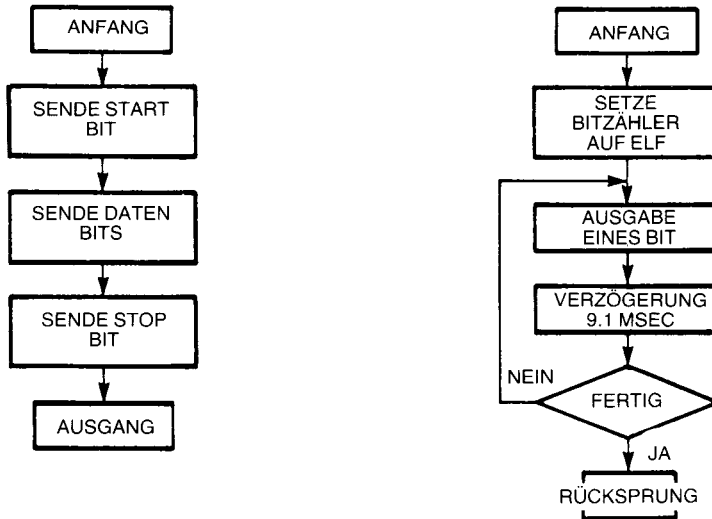 ANFANG
SENDE START
BIT
SENDE DATEN
BITS
SENDE STOP
BIT
AUSGANG
ANFANG
SETZE
BITZÄHLER
AUF ELF
AUSGABE
EINES BIT
VERZÖGERUNG
9.1 MSEC
NEIN
FERTIG
JA
RÜCKSPRUNG